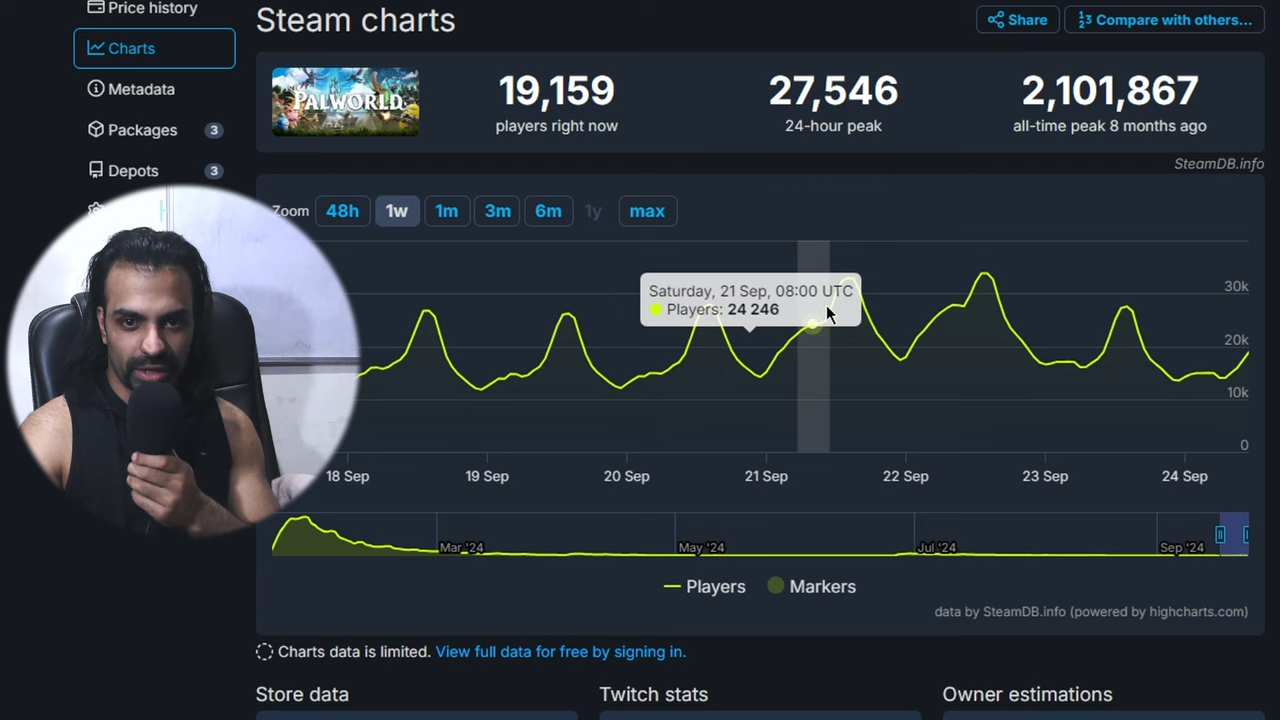 Price history
Steam charts
Share
Compare with others...
Charts
Metadata
Packages 3
Depots 3
PALWORLD
19,159
players right now
27,546
24-hour peak
2,101,867
all-time peak 8 months ago
SteamDB.info
Zoom 48h 1w 1m 3m 6m 1y max
Saturday, 21 Sep, 08:00 UTC
Players: 24 246
30k
20k
10k
0
18 Sep 19 Sep 20 Sep 21 Sep 22 Sep 23 Sep 24 Sep
Mar '24 May '24 Jul '24 Sep '24
Players Markers
data by SteamDB.info (powered by highcharts.com)
Charts data is limited. View full data for free by signing in.
Store data Twitch stats Owner estimations